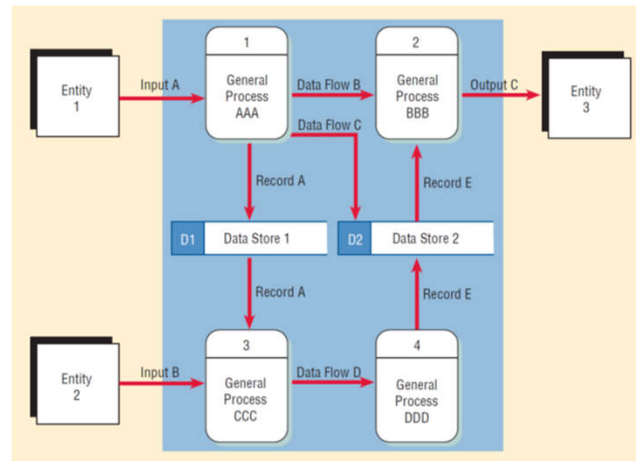 1
2
Entity
1
Input A
General
Process
AAA
Data Flow B
General
Process
BBB
Output C
Entity
3
Data Flow C
Record A
Record E
D1
Data Store 1
D2
Data Store 2
Record A
Record E
3
4
Entity
2
Input B
General
Process
CCC
Data Flow D
General
Process
DDD